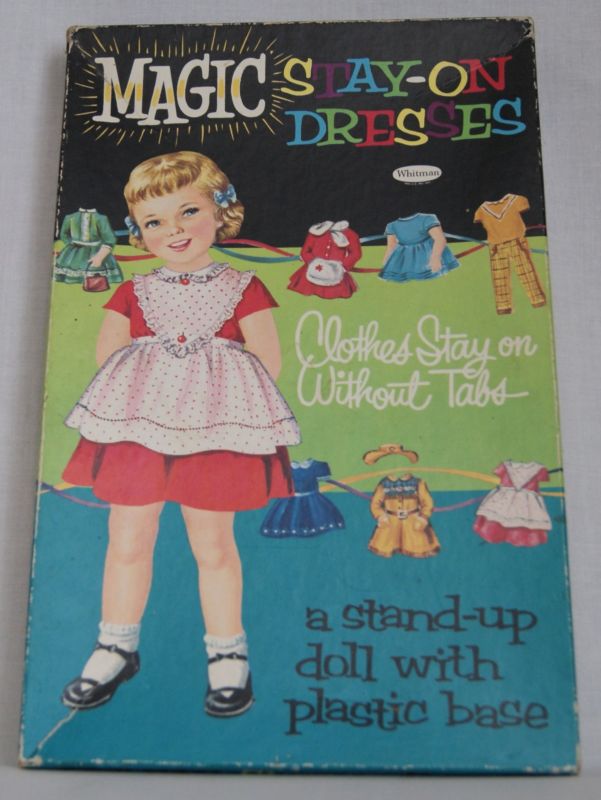 MAGIC STAY-ON
DRESSES
Whitman
Clothes Stay on
Without Tabs
a stand-up
doll with
plastic base